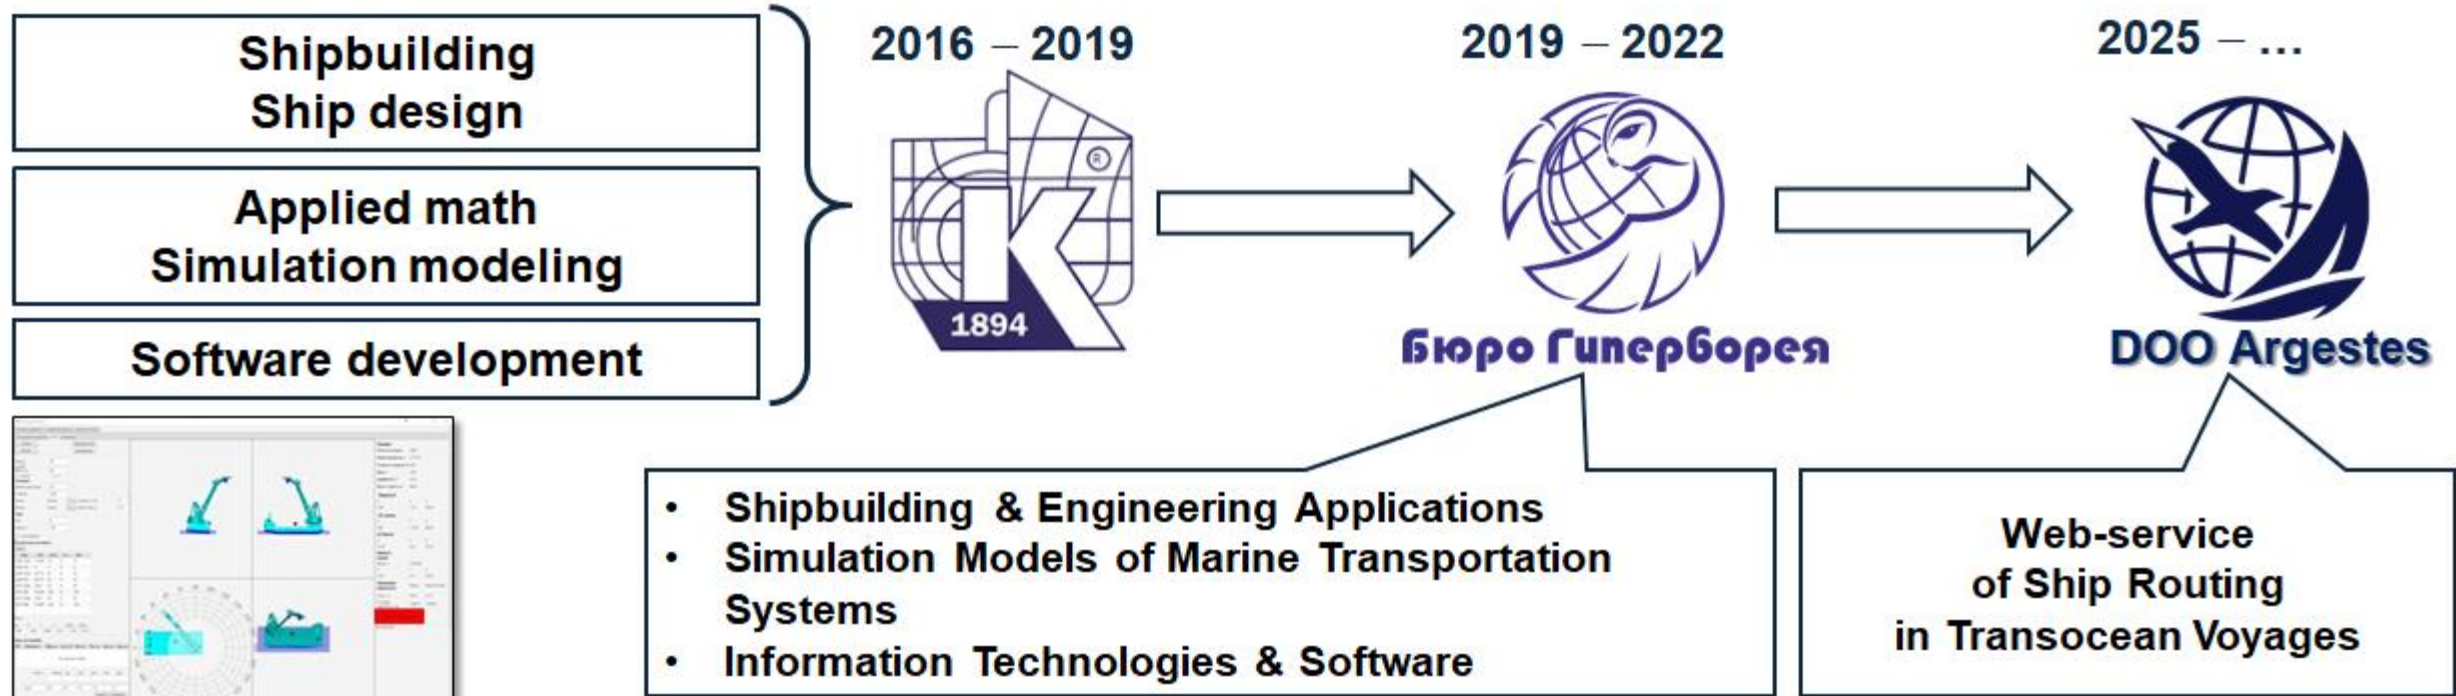 Shipbuilding
Ship design
Applied math
Simulation modeling
Software development
2016 – 2019
®
1894
2019 – 2022
Бюро Гиперборея
2025 – ...
DOO Argestes
• Shipbuilding & Engineering Applications
• Simulation Models of Marine Transportation
Systems
• Information Technologies & Software
Web-service
of Ship Routing
in Transocean Voyages